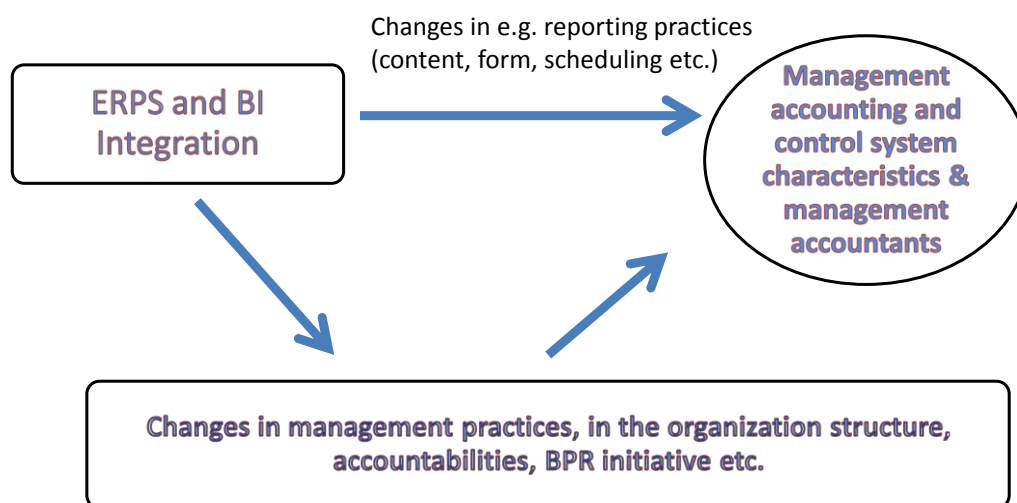 Changes in e.g. reporting practices
(content, form, scheduling etc.)
ERPS and BI
Integration
Management
accounting and
control system
characteristics &
management
accountants
Changes in management practices, in the organization structure,
accountabilities, BPR initiative etc.